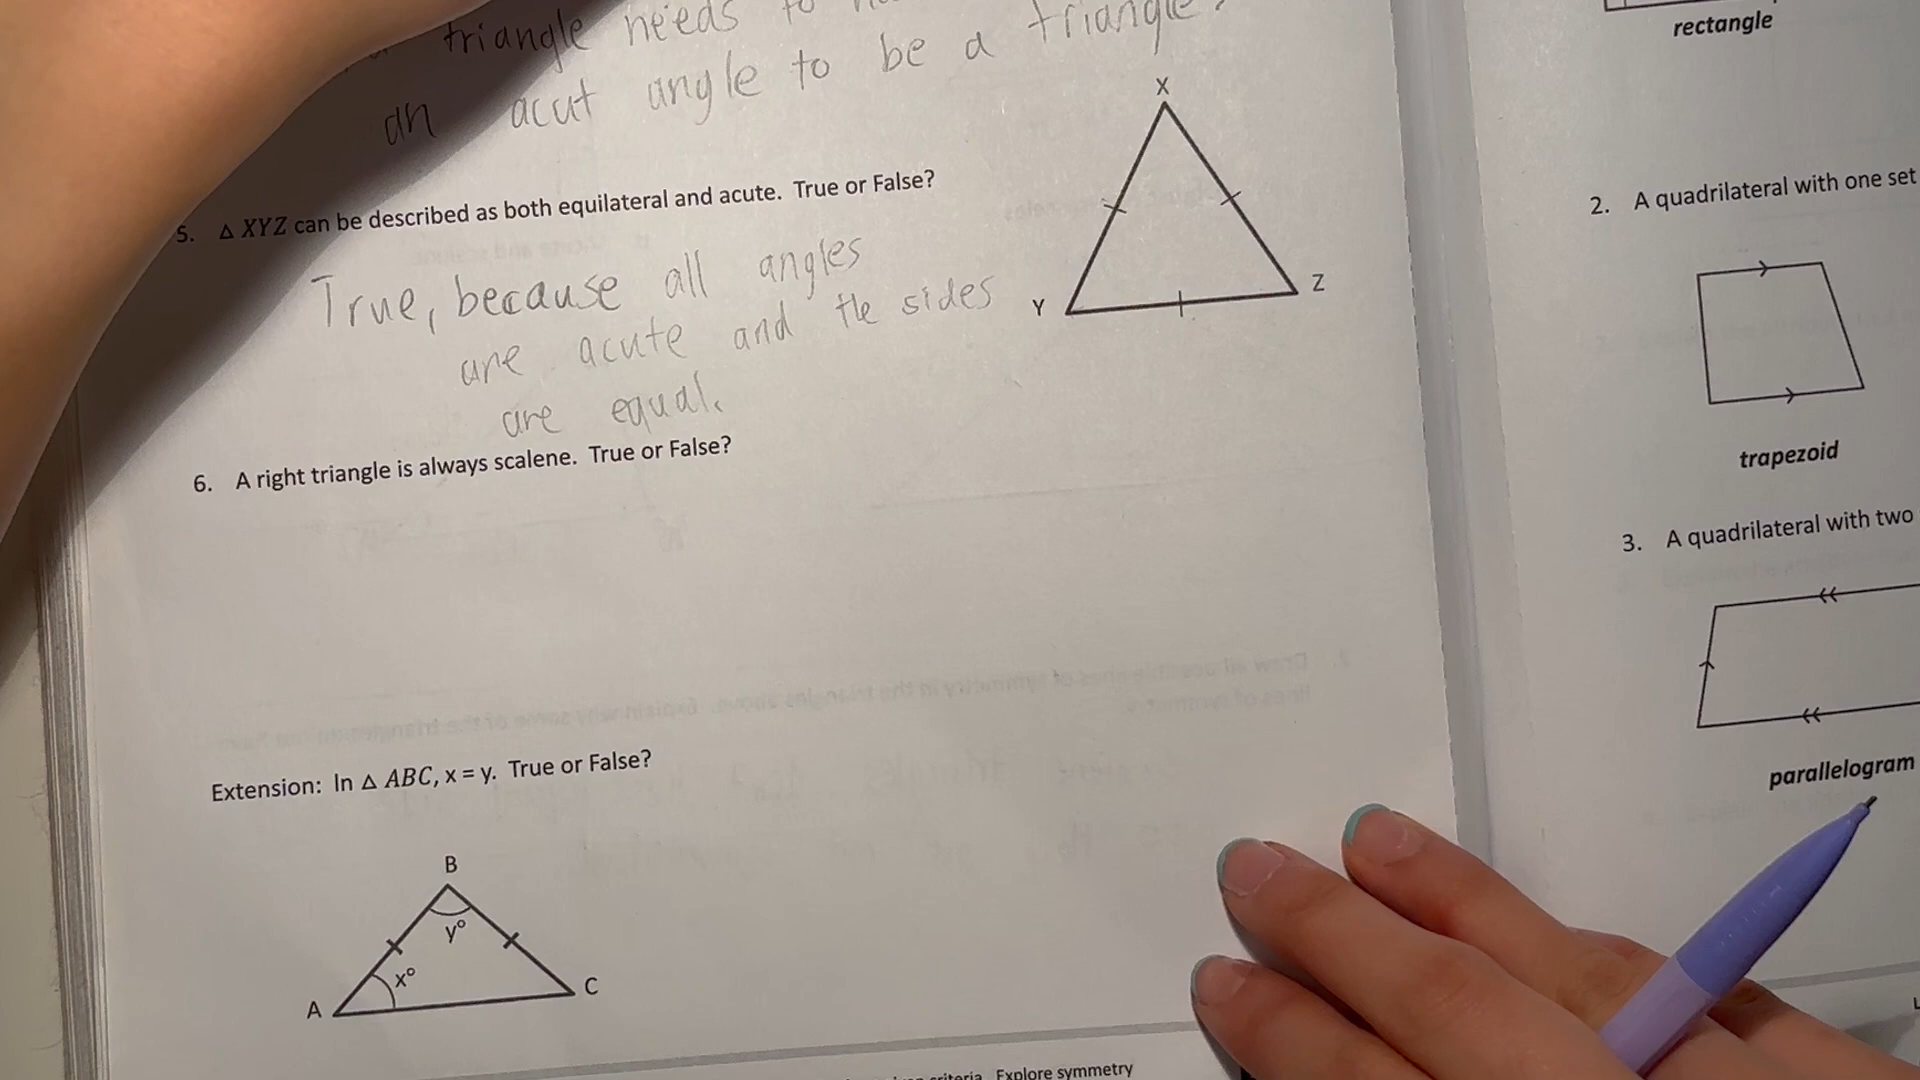 triangle needs to
an acut angle to be a triangle.
5. △ XYZ can be described as both equilateral and acute. True or False?
True, because all angles
are acute and the sides
are equal.
X
Y
Z
6. A right triangle is always scalene. True or False?
Extension: In △ ABC, x = y. True or False?
B
y°
x°
A
C
Explore symmetry
rectangle
2. A quadrilateral with one set
trapezoid
3. A quadrilateral with two
parallelogram